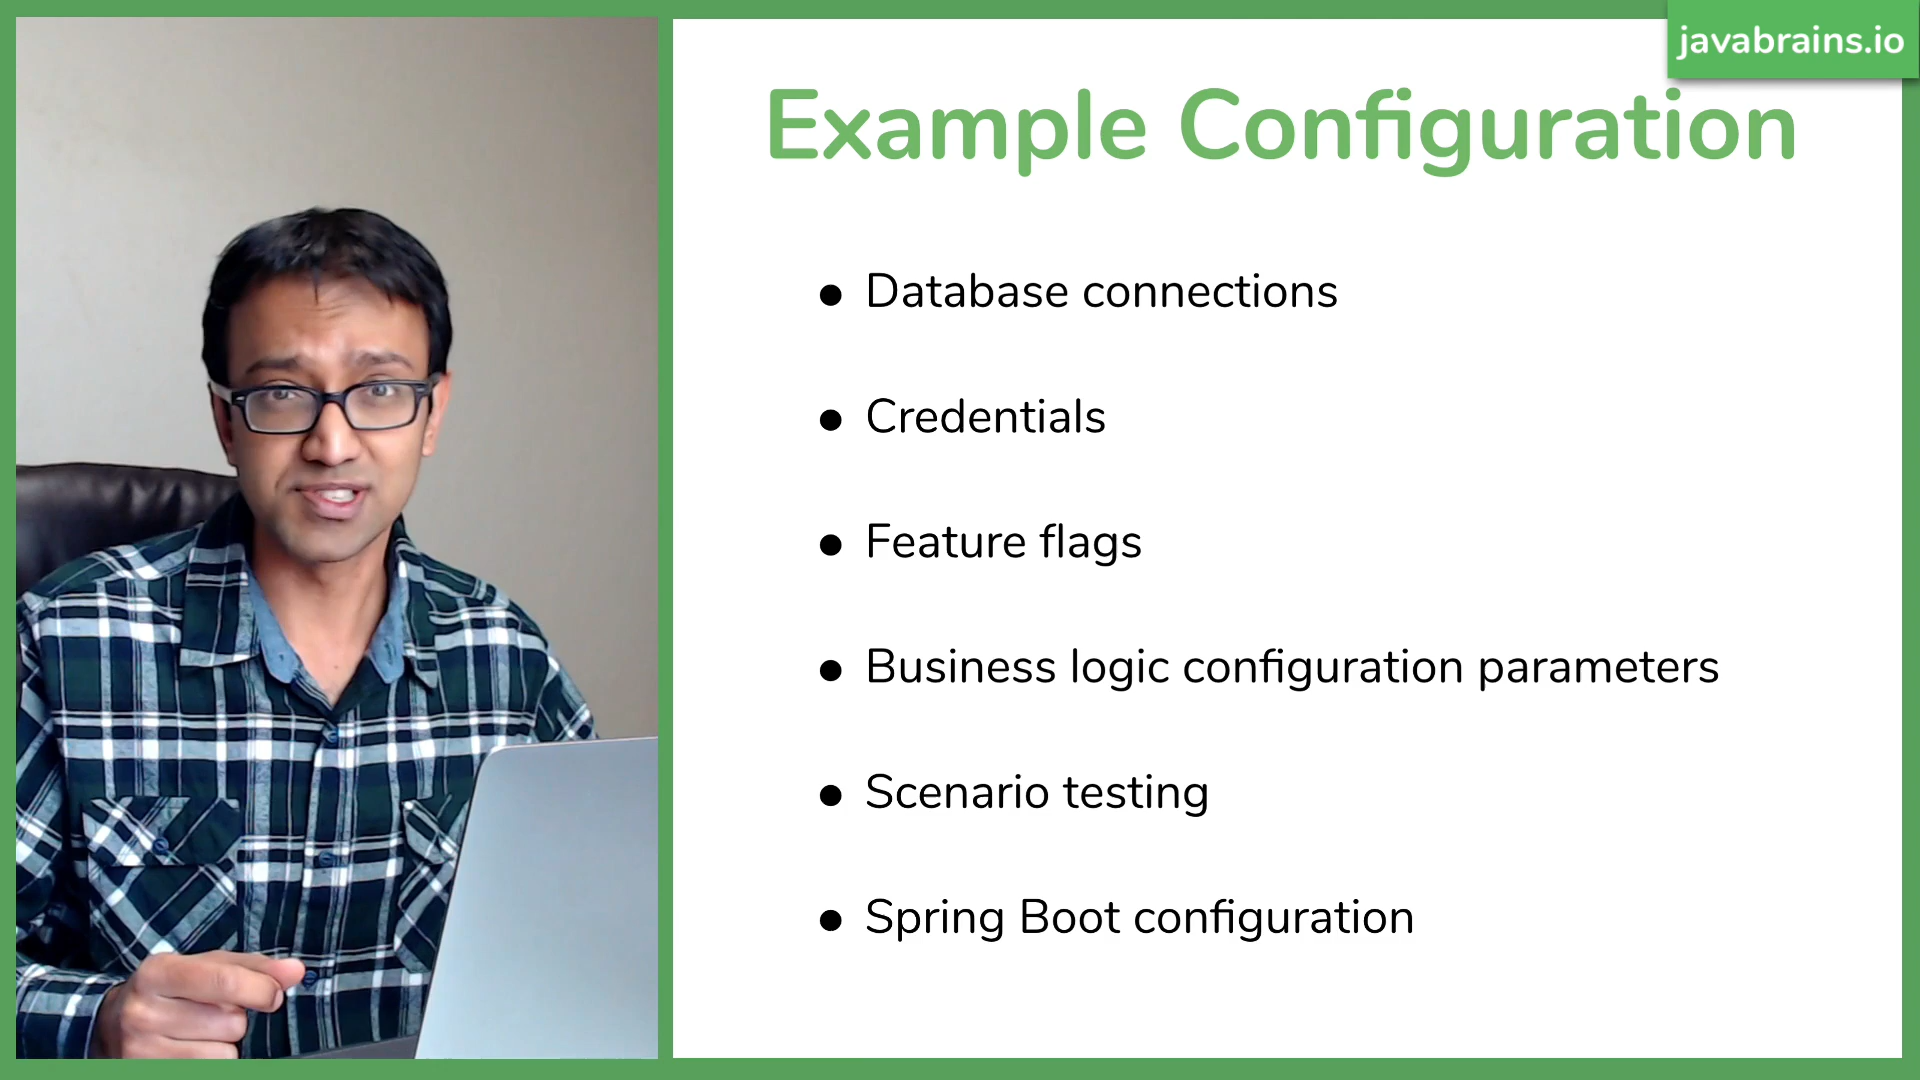 javabrains.io
Example Configuration
● Database connections
● Credentials
● Feature flags
● Business logic configuration parameters
● Scenario testing
● Spring Boot configuration